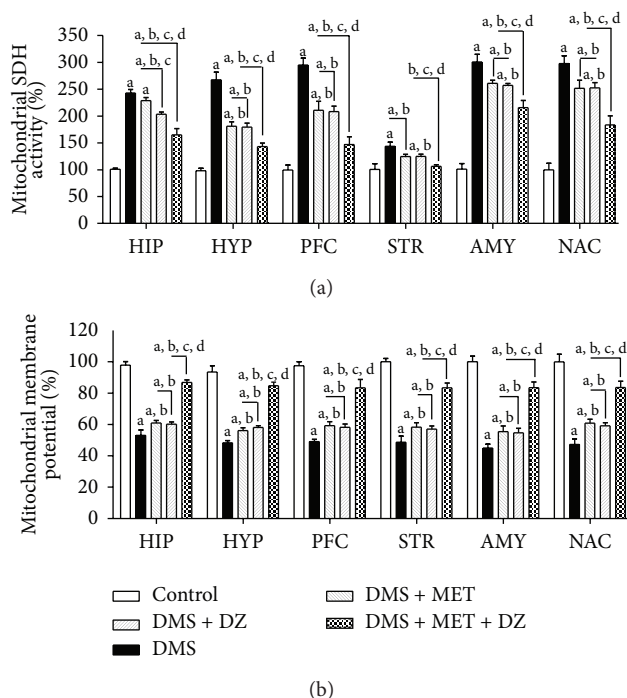 Mitochondrial SDH
activity (%)
350
300
250
200
150
100
50
0
a, b, c, d
a, b, c
a
a
a, b, c, d
a
a, b
a, b
a, b, c, d
a
a, b
a, b
b, c, d
a, b
a
a, b
a, b, c, d
a
a, b
a, b
a, b, c, d
a
a, b
a, b
HIP HYP PFC STR AMY NAC
(a)
Mitochondrial membrane
potential (%)
120
100
80
60
40
20
0
a, b, c, d
a, b
a, b
a
a, b, c, d
a, b
a, b
a
a, b, c, d
a, b
a, b
a
a, b, c, d
a, b
a, b
a
a, b, c, d
a, b
a, b
a
a, b, c, d
a, b
a, b
a
HIP HYP PFC STR AMY NAC
Control
DMS + DZ
DMS
DMS + MET
DMS + MET + DZ
(b)